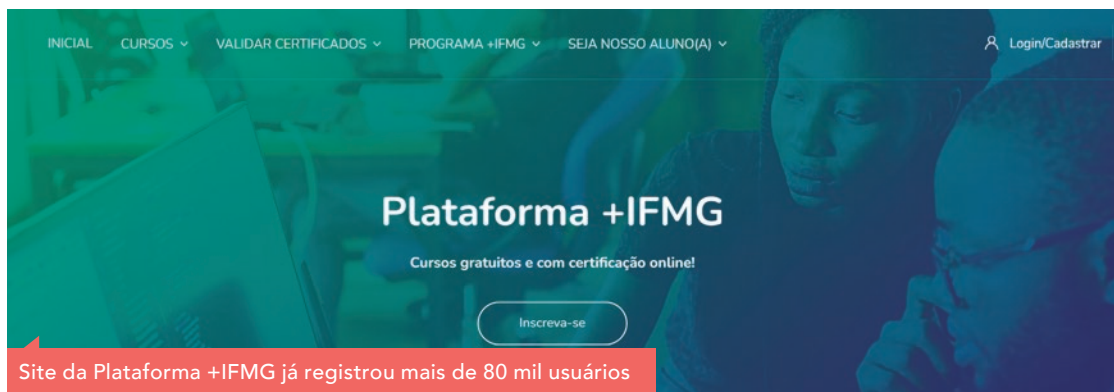 INICIAL CURSOS VALIDAR CERTIFICADOS PROGRAMA +IFMG SEJA NOSSO ALUNO(A) Login/Cadastrar
Plataforma +IFMG
Cursos gratuitos e com certificação online!
Inscreva-se
Site da Plataforma +IFMG já registrou mais de 80 mil usuários